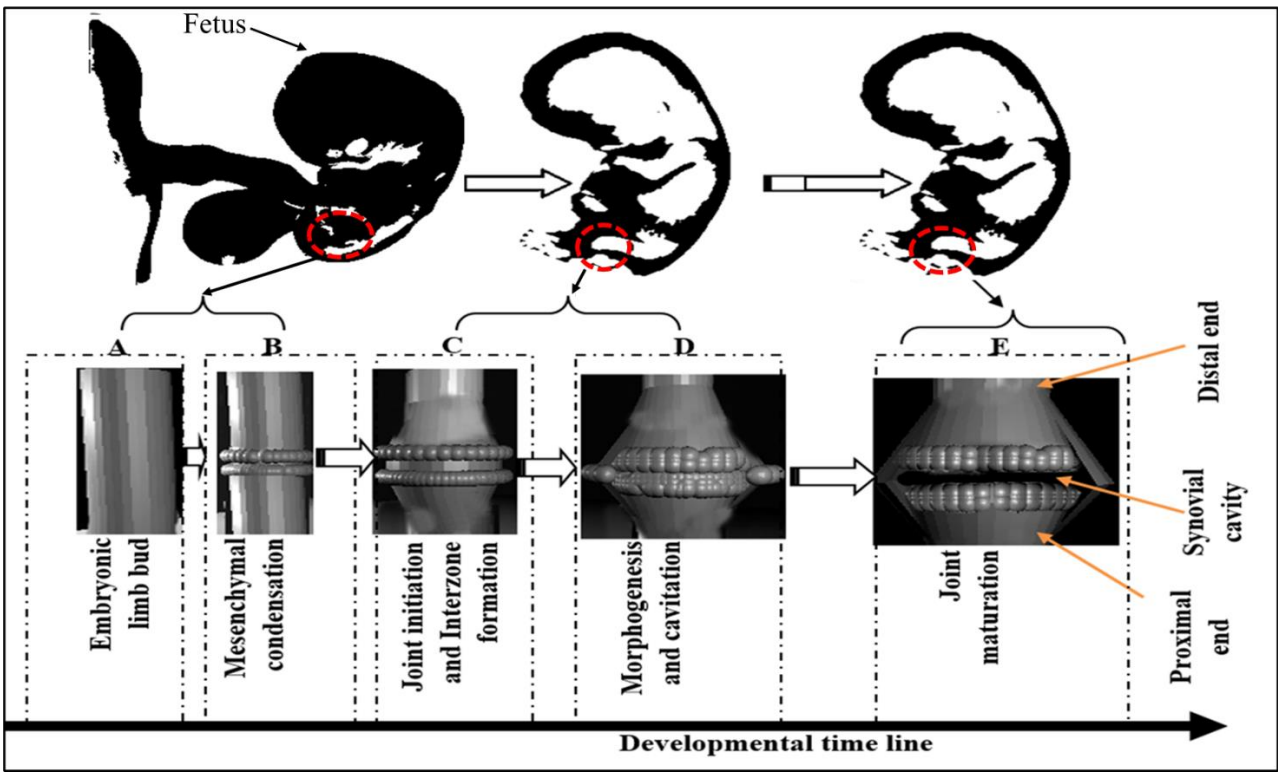 Fetus
A
B
C
D
E
Embryonic
limb bud
Mesenchymal
condensation
Joint initiation
and Interzone
formation
Morphogenesis
and cavitation
Joint
maturation
Distal end
Synovial
cavity
Proximal
end
Developmental time line